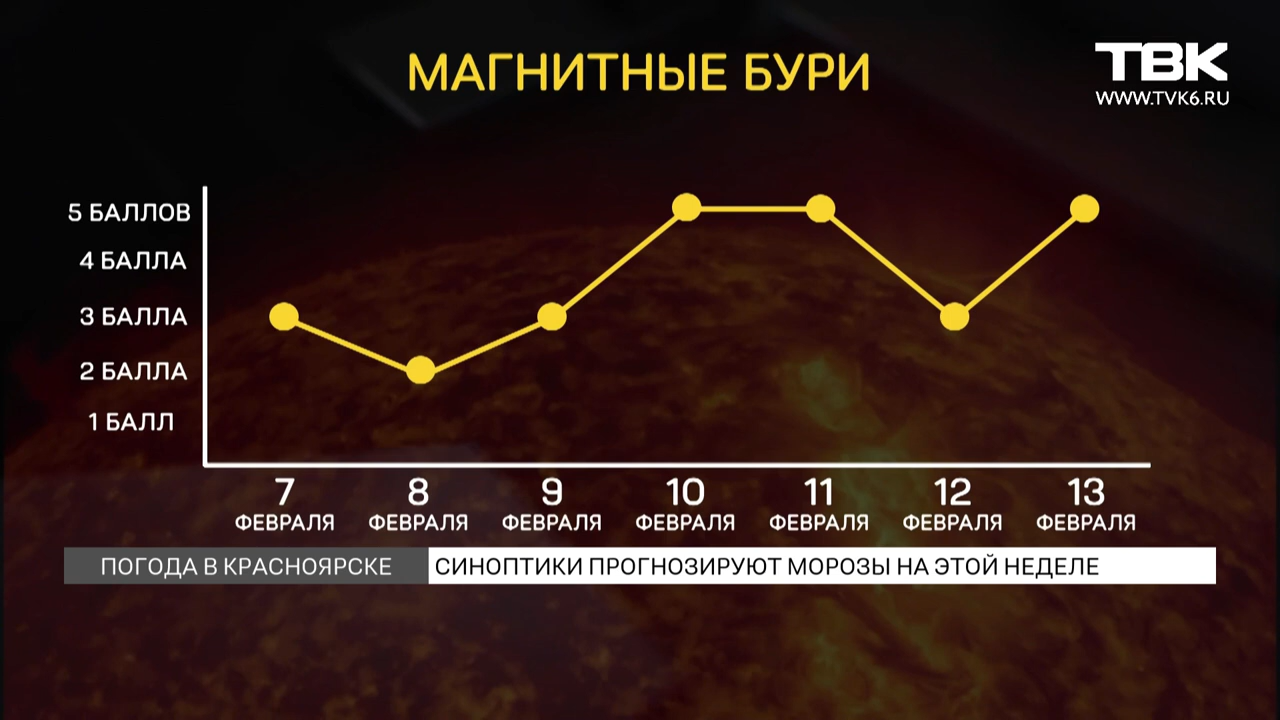 МАГНИТНЫЕ БУРИ
ТВК
WWW.TVK6.RU
5 БАЛЛОВ
4 БАЛЛА
3 БАЛЛА
2 БАЛЛА
1 БАЛЛ
7 8 9 10 11 12 13
ФЕВРАЛЯ ФЕВРАЛЯ ФЕВРАЛЯ ФЕВРАЛЯ ФЕВРАЛЯ ФЕВРАЛЯ ФЕВРАЛЯ
ПОГОДА В КРАСНОЯРСКЕ СИНОПТИКИ ПРОГНОЗИРУЮТ МОРОЗЫ НА ЭТОЙ НЕДЕЛЕ